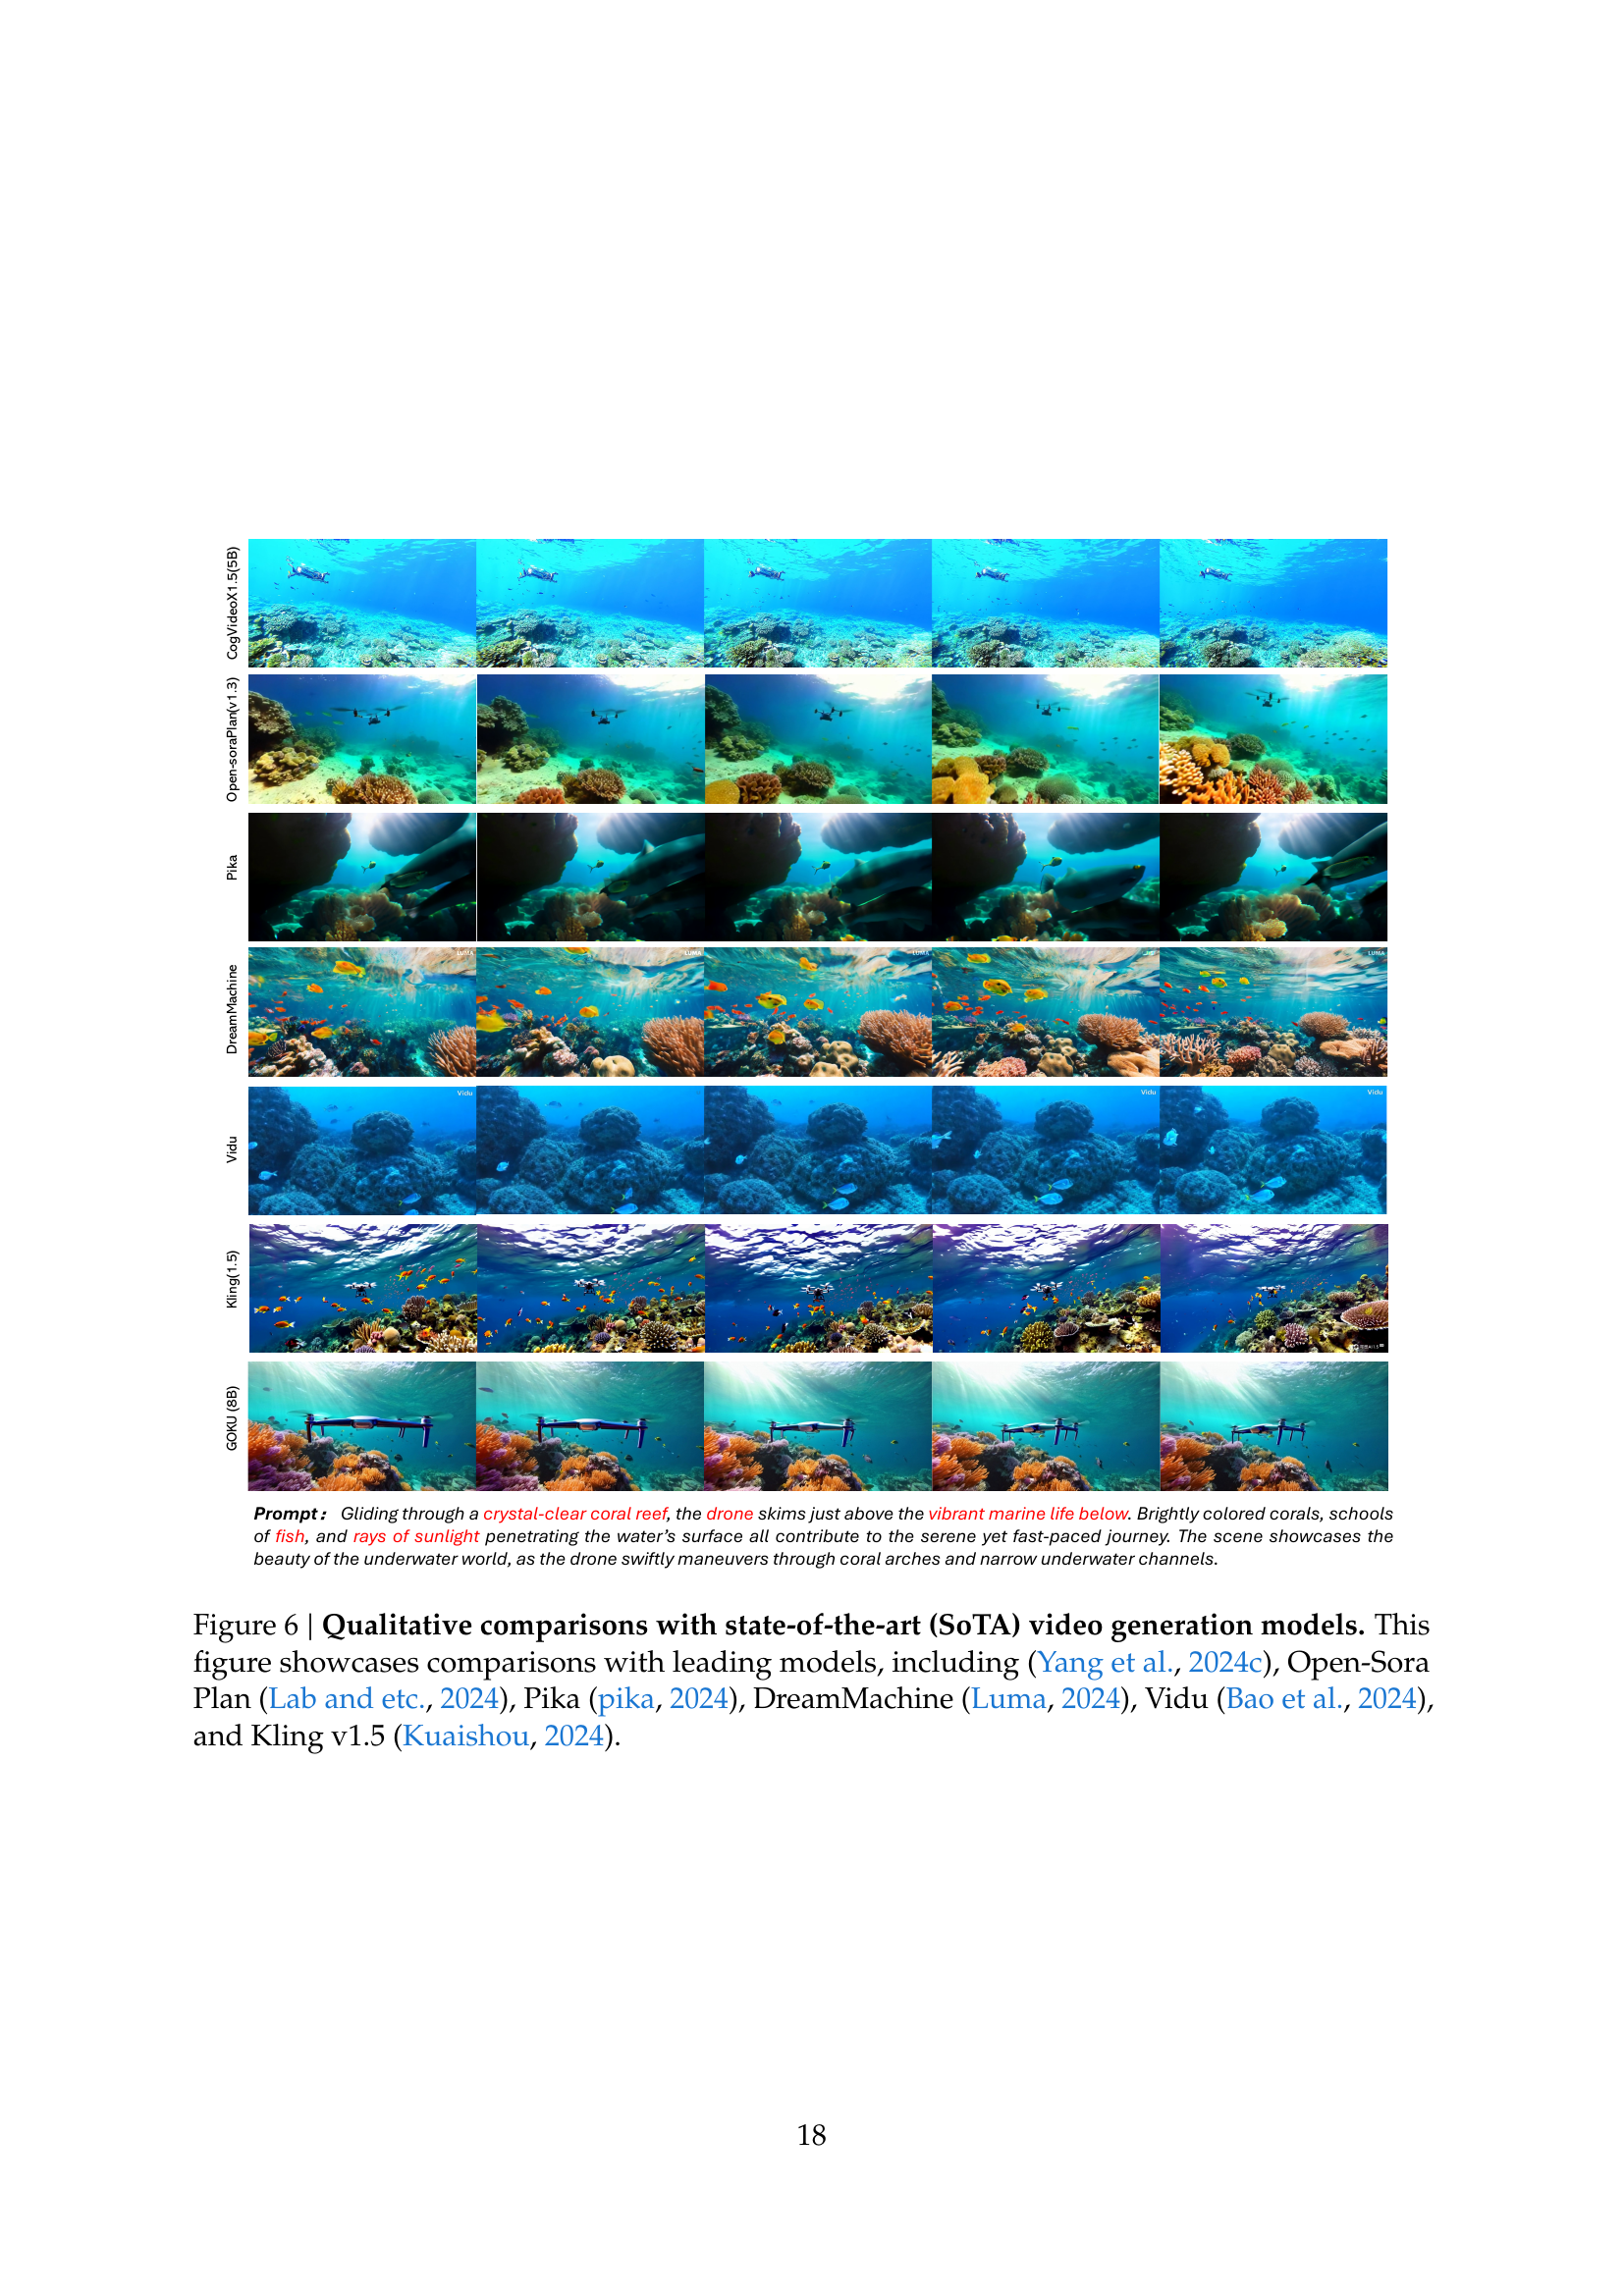 CogVideoX1.5(5B)
Open-soraPlan(v1.3)
Pika
DreamMachine
LUMA
LUMA
LUMA
LUMA
Vidu
Vidu
Vidu
Vidu
Kling(1.5)
GOKU (8B)
Prompt： Gliding through a crystal-clear coral reef, the drone skims just above the vibrant marine life below. Brightly colored corals, schools
of fish, and rays of sunlight penetrating the water’s surface all contribute to the serene yet fast-paced journey. The scene showcases the
beauty of the underwater world, as the drone swiftly maneuvers through coral arches and narrow underwater channels.
Figure 6 | Qualitative comparisons with state-of-the-art (SoTA) video generation models. This
figure showcases comparisons with leading models, including (Yang et al., 2024c), Open-Sora
Plan (Lab and etc., 2024), Pika (pika, 2024), DreamMachine (Luma, 2024), Vidu (Bao et al., 2024),
and Kling v1.5 (Kuaishou, 2024).
18